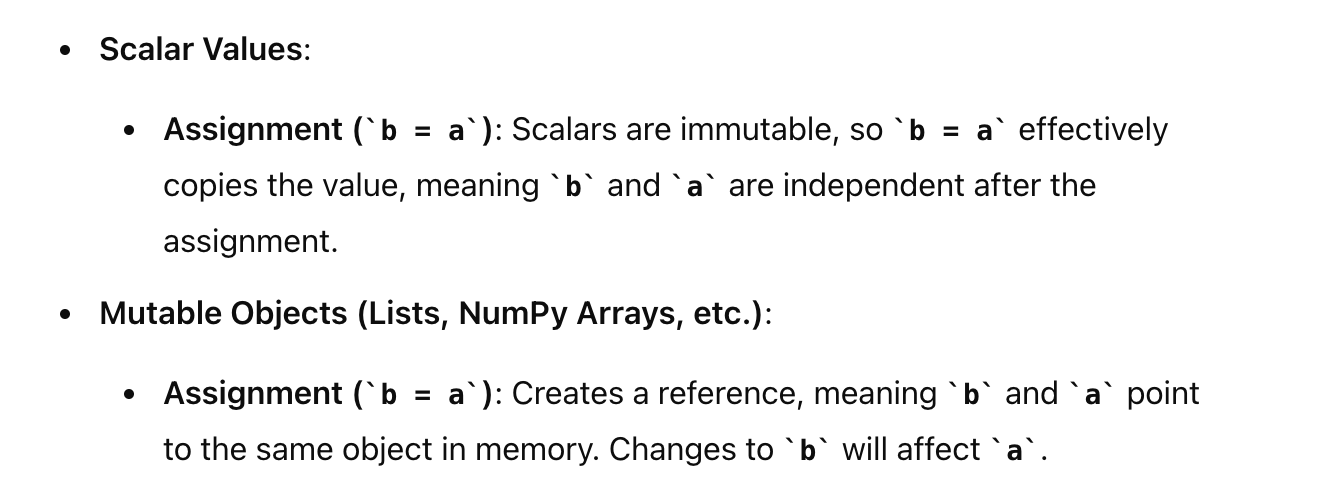 • Scalar Values:
• Assignment (`b = a`): Scalars are immutable, so `b = a` effectively
copies the value, meaning `b` and `a` are independent after the
assignment.
• Mutable Objects (Lists, NumPy Arrays, etc.):
• Assignment (`b = a`): Creates a reference, meaning `b` and `a` point
to the same object in memory. Changes to `b` will affect `a`.